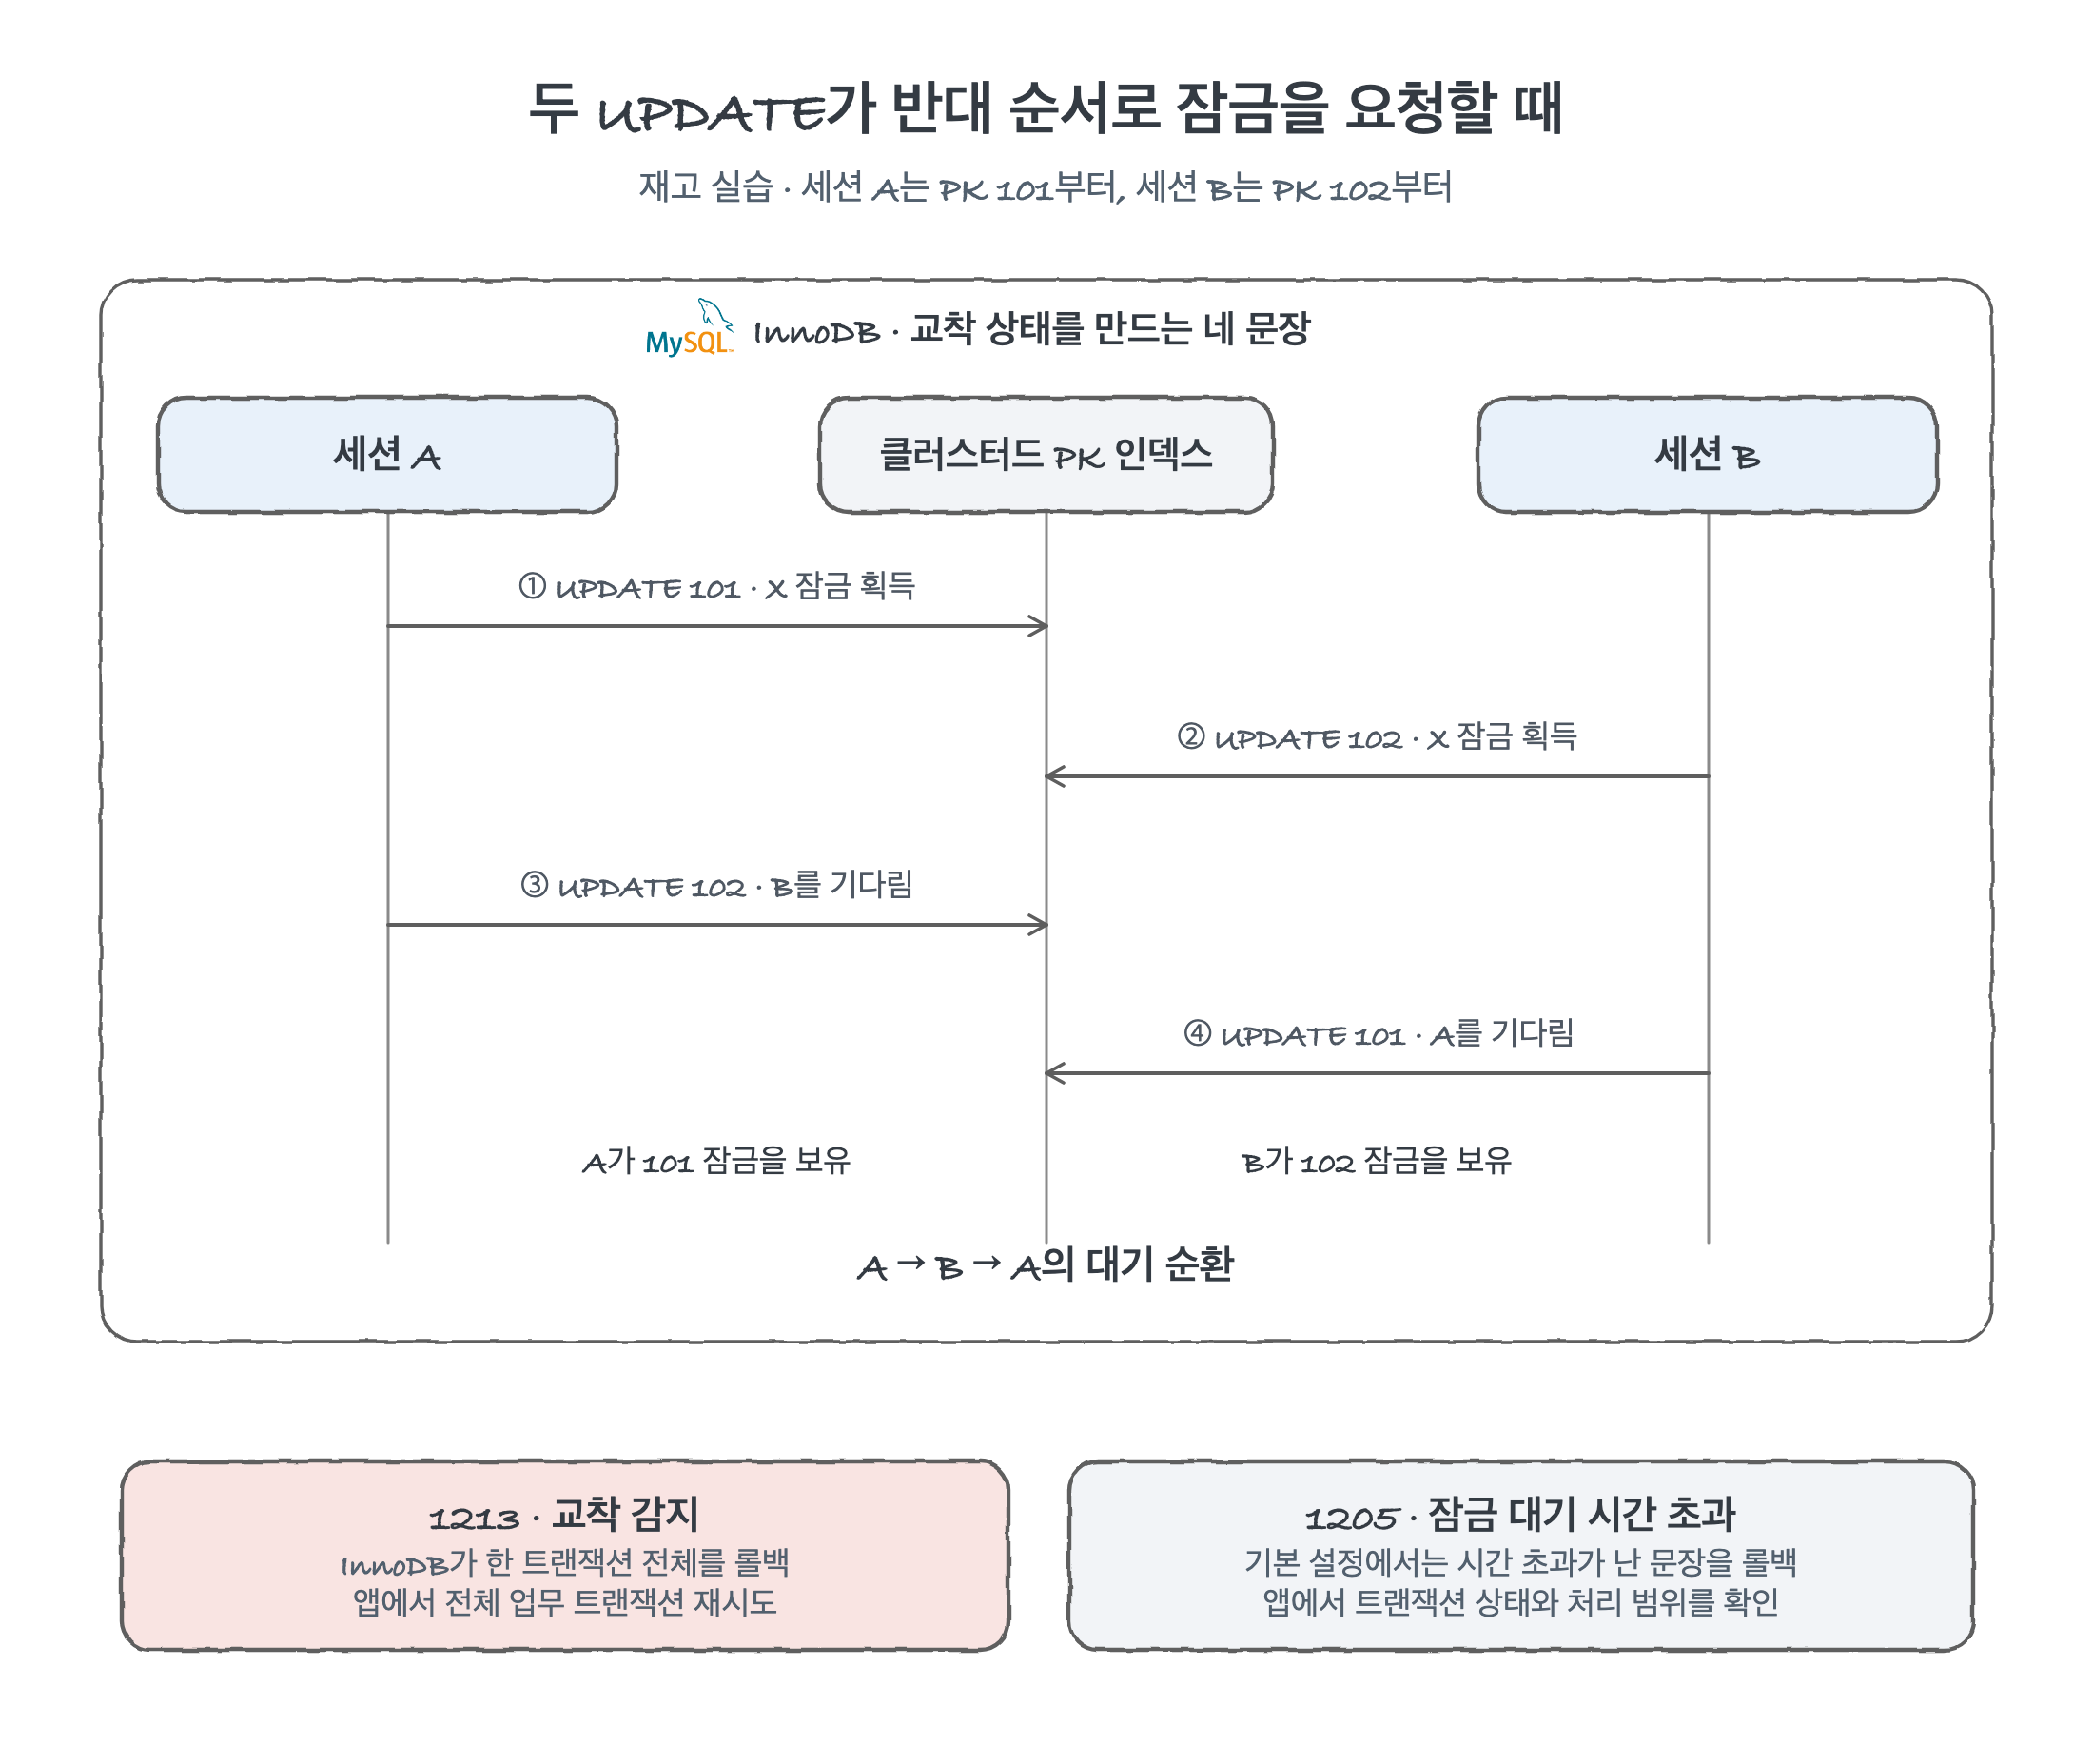 두 UPDATE가 반대 순서로 잠금을 요청할 때
재고 실습 · 세션 A는 PK 101부터, 세션 B는 PK 102부터
MySQL™ InnoDB · 교착 상태를 만드는 네 문장
세션 A
클러스터드 PK 인덱스
세션 B
① UPDATE 101 · X 잠금 획득
② UPDATE 102 · X 잠금 획득
③ UPDATE 102 · B를 기다림
④ UPDATE 101 · A를 기다림
A가 101 잠금을 보유
B가 102 잠금을 보유
A → B → A의 대기 순환
1213 · 교착 감지
InnoDB가 한 트랜잭션 전체를 롤백
앱에서 전체 업무 트랜잭션 재시도
1205 · 잠금 대기 시간 초과
기본 설정에서는 시간 초과가 난 문장을 롤백
앱에서 트랜잭션 상태와 처리 범위를 확인